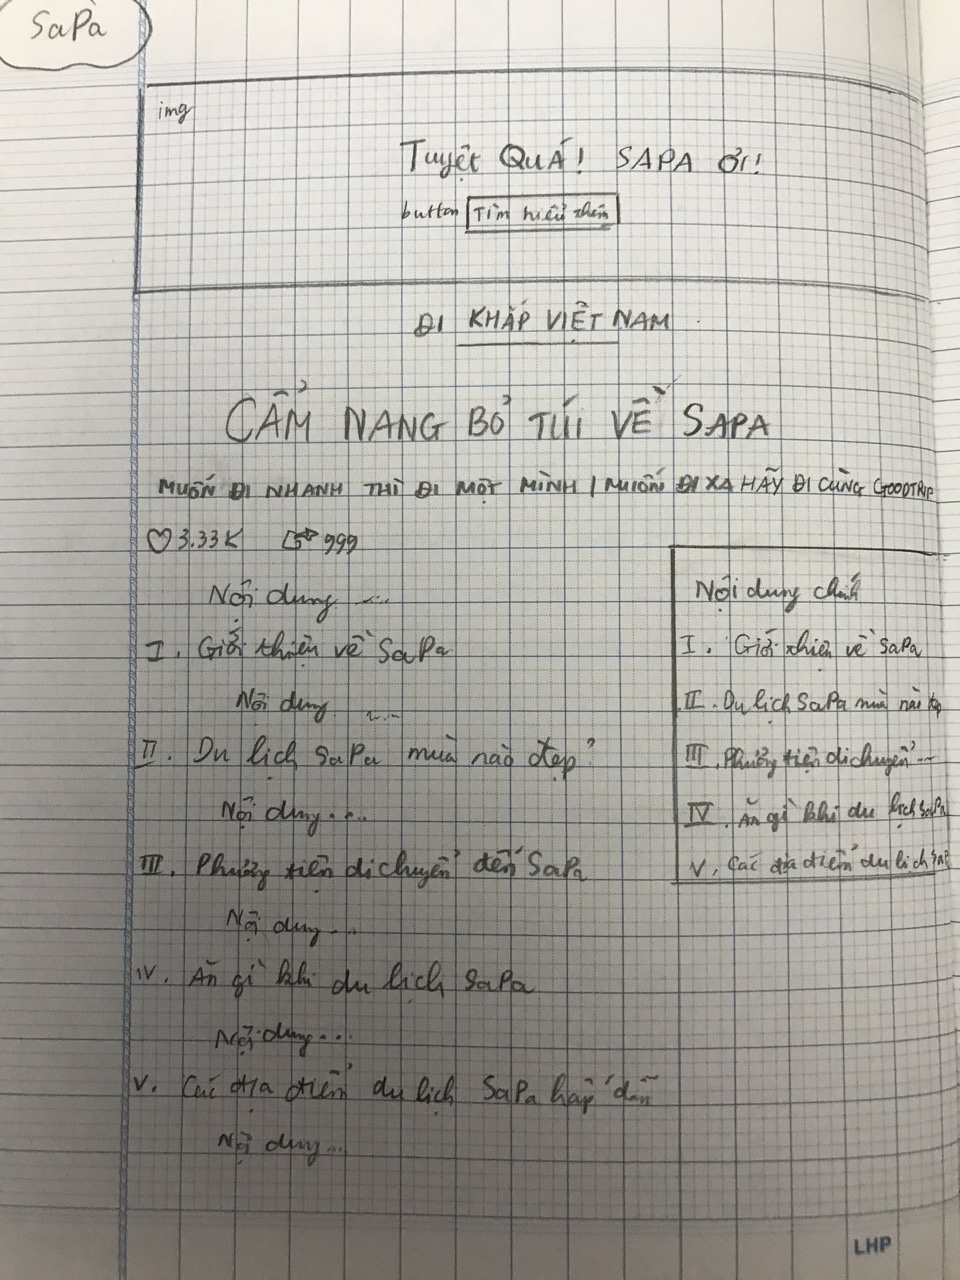 SaPa
img
Tuyệt QUÁ! SAPA ƠI!
button Tìm hiểu thêm
ĐI KHẮP VIỆT NAM
CẨM NANG BỎ TÚI VỀ SAPA
MUỐN ĐI NHANH THÌ ĐI MỘT MÌNH / MUỐN ĐI XA HÃY ĐI CÙNG GOODTRIP
3.33K 999
Nội dung ...
I. Giới thiệu về SaPa
Nội dung ...
II. Du lịch SaPa mùa nào đẹp?
Nội dung ...
III. Phương tiện di chuyển đến SaPa
Nội dung ...
IV. Ăn gì khi du lịch SaPa
Nội dung ...
V. Các địa điểm du lịch SaPa hấp dẫn
Nội dung ...
Nội dung chính
I. Giới thiệu về SaPa
II. Du lịch SaPa mùa nào
III. Phương tiện di chuyển ...
IV. Ăn gì khi du lịch SaPa
V. Các địa điểm du lịch
LHP